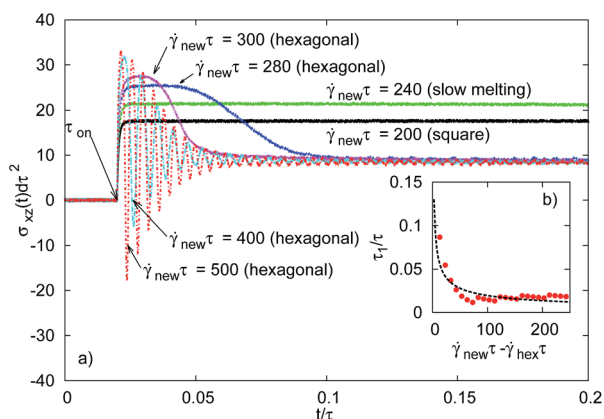 40
30
20
10
0
-10
-20
-30
-40
σxz(t)dτ²
γ̇newτ = 300 (hexagonal)
γ̇newτ = 280 (hexagonal)
γ̇newτ = 240 (slow melting)
τon
γ̇newτ = 200 (square)
γ̇newτ = 400 (hexagonal)
γ̇newτ = 500 (hexagonal)
a)
0 0.05 0.1 0.15 0.2
t/τ
b)
0.15
0.1
0.05
0
τ1/τ
0 100 200
γ̇newτ -γ̇hexτ